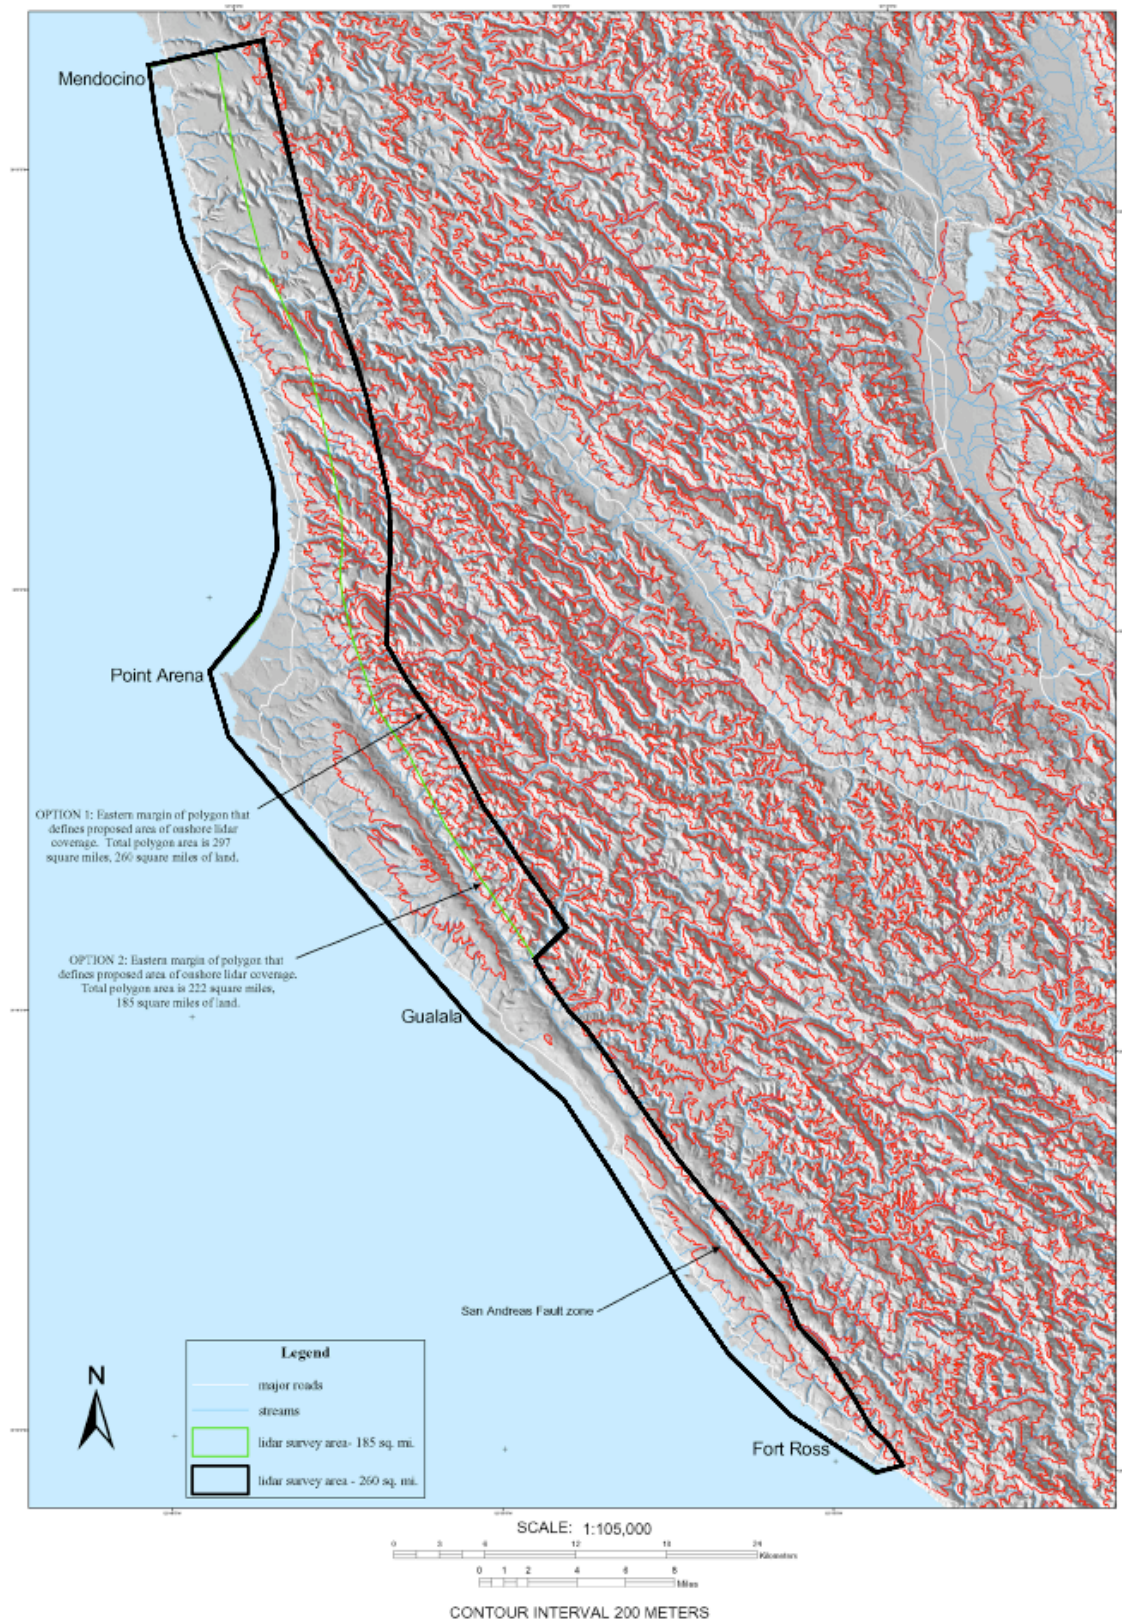 Mendocino
Point Arena
OPTION 1: Eastern margin of polygon that
defines proposed area of onshore lidar
coverage. Total polygon area is 297
square miles, 260 square miles of land.
OPTION 2: Eastern margin of polygon that
defines proposed area of onshore lidar coverage.
Total polygon area is 222 square miles,
185 square miles of land.
Gualala
San Andreas Fault zone
Fort Ross
N
Legend
major roads
streams
lidar survey area- 185 sq. mi.
lidar survey area - 260 sq. mi.
SCALE: 1:105,000
0 3 6 12 18 24
Kilometers
0 1 2 4 6 8
Miles
CONTOUR INTERVAL 200 METERS